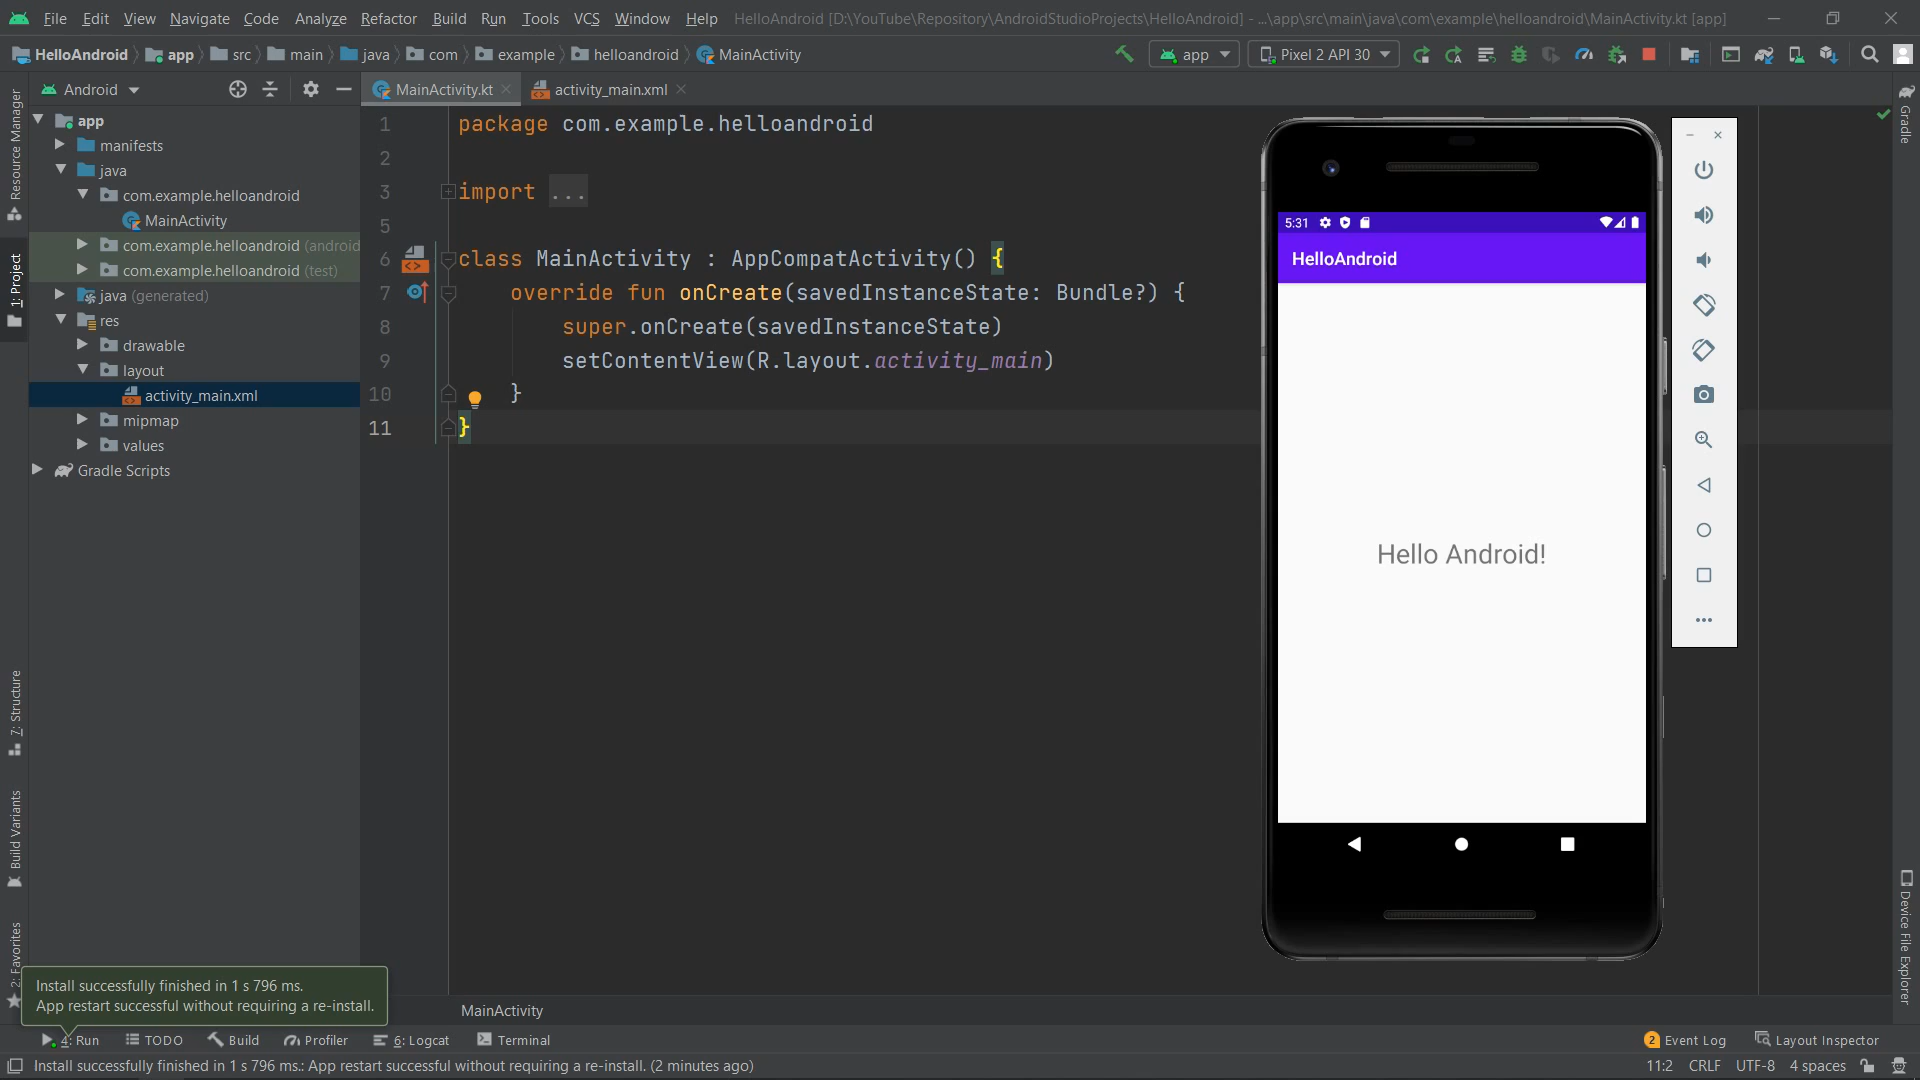 File Edit View Navigate Code Analyze Refactor Build Run Tools VCS Window Help HelloAndroid [D:\YouTube\Repository\AndroidStudioProjects\HelloAndroid] - ...\app\src\main\java\com\example\helloandroid\MainActivity.kt [app]
HelloAndroid app src main java com example helloandroid MainActivity app Pixel 2 API 30
Android
MainActivity.kt activity_main.xml
Resource Manager
1: Project
7: Structure
Build Variants
2: Favorites
app
manifests
java
com.example.helloandroid
MainActivity
com.example.helloandroid (android
com.example.helloandroid (test)
java (generated)
res
drawable
layout
activity_main.xml
mipmap
values
Gradle Scripts
1 package com.example.helloandroid
2
3 import ...
5
6 class MainActivity : AppCompatActivity() {
7 override fun onCreate(savedInstanceState: Bundle?) {
8 super.onCreate(savedInstanceState)
9 setContentView(R.layout.activity_main)
10 }
11 }
5:31
HelloAndroid
Hello Android!
Gradle
Device File Explorer
Install successfully finished in 1 s 796 ms.
App restart successful without requiring a re-install.
MainActivity
4: Run TODO Build Profiler 6: Logcat Terminal 2 Event Log Layout Inspector
Install successfully finished in 1 s 796 ms.: App restart successful without requiring a re-install. (2 minutes ago) 11:2 CRLF UTF-8 4 spaces